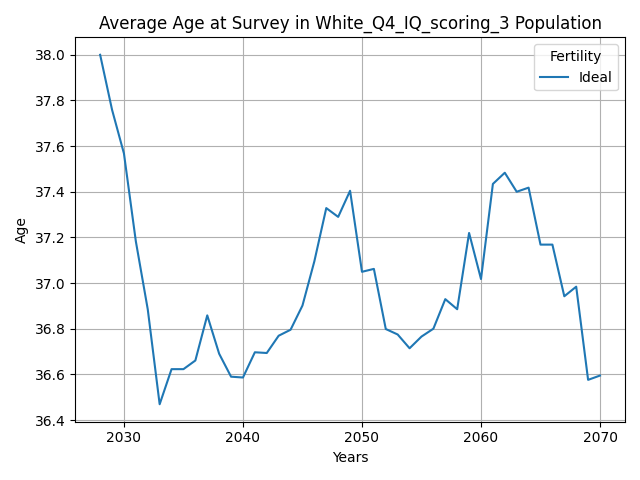 Average Age at Survey in White_Q4_IQ_scoring_3 Population
Fertility
Ideal
38.0
37.8
37.6
37.4
37.2
37.0
36.8
36.6
36.4
Age
2030
2040
2050
2060
2070
Years